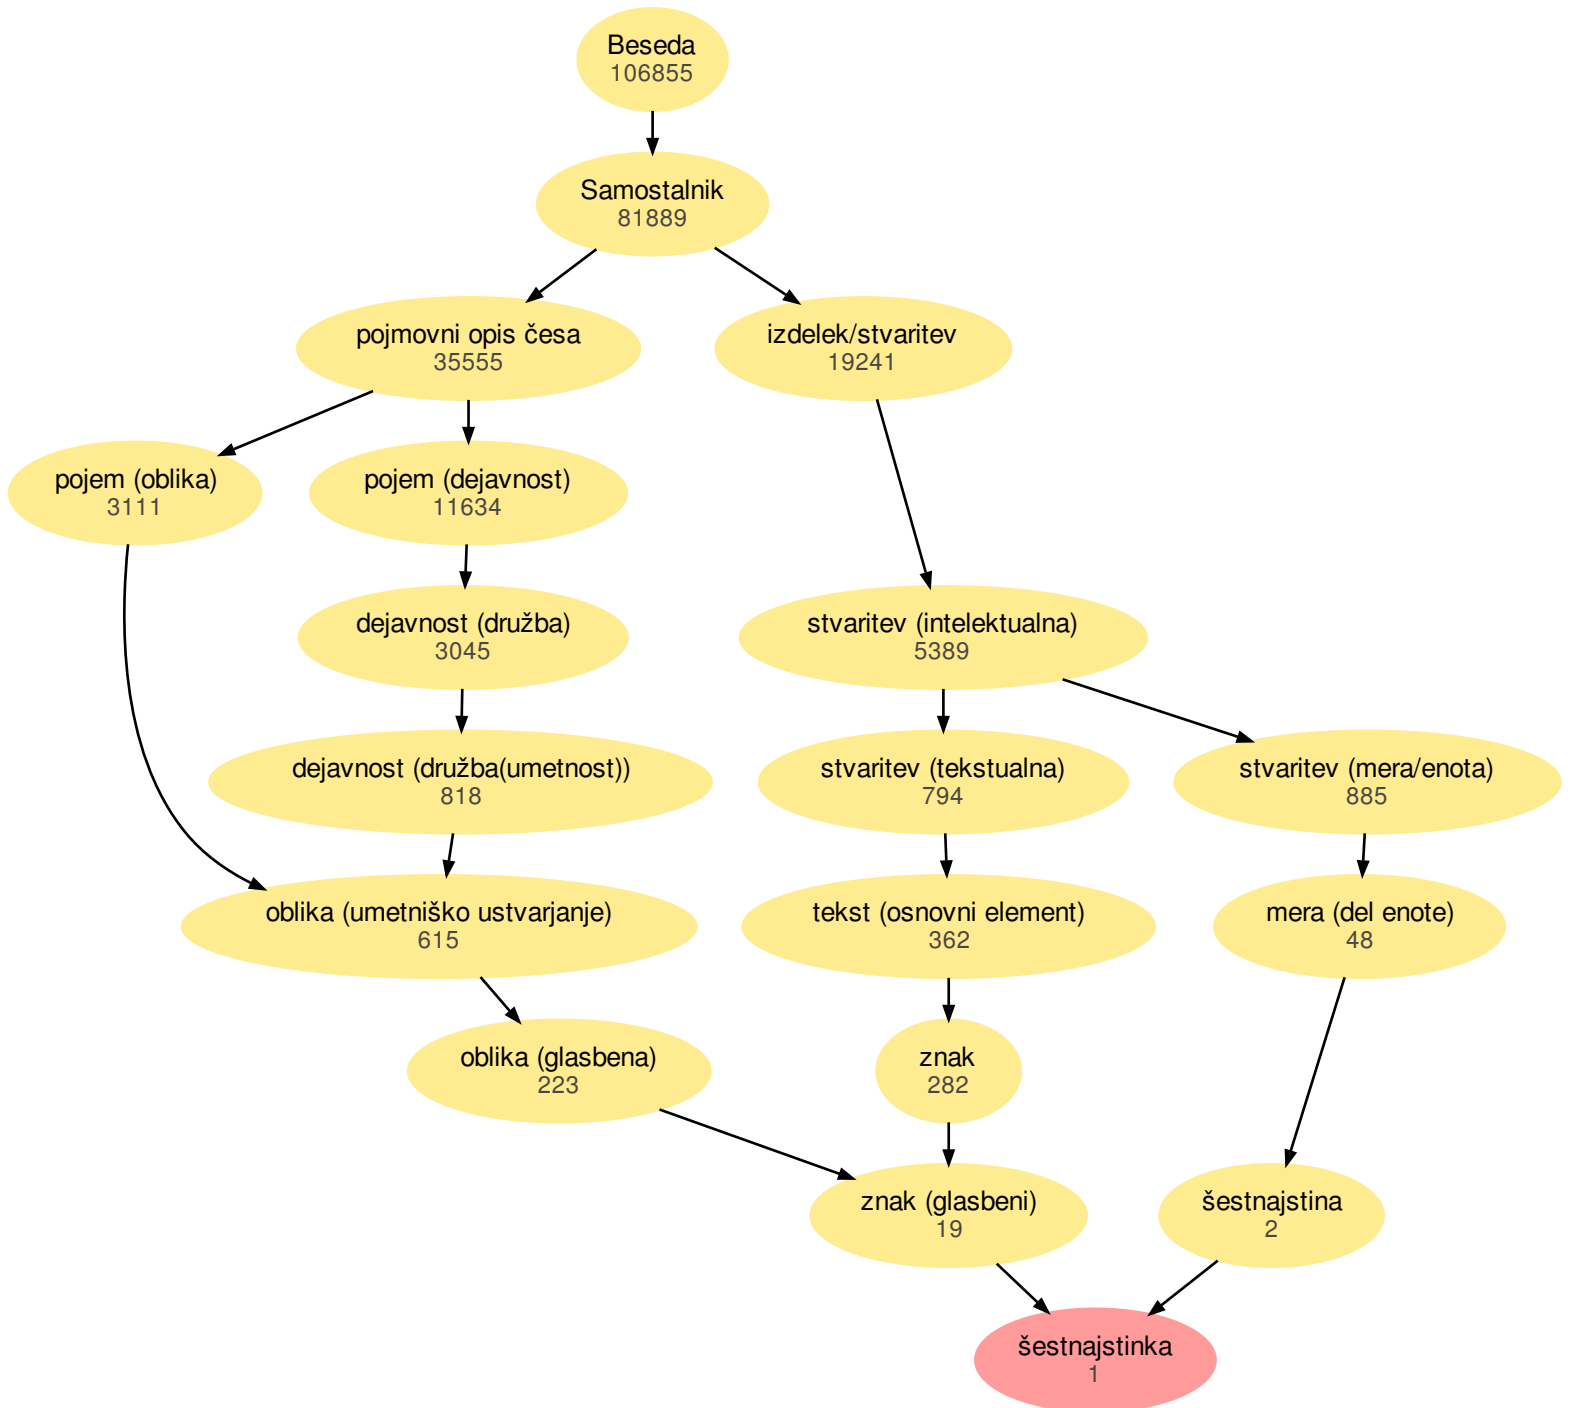 Beseda
106855
Samostalnik
81889
pojmovni opis česa
35555
izdelek/stvaritev
19241
pojem (oblika)
3111
pojem (dejavnost)
11634
dejavnost (družba)
3045
stvaritev (intelektualna)
5389
dejavnost (družba(umetnost))
818
stvaritev (tekstualna)
794
stvaritev (mera/enota)
885
oblika (umetniško ustvarjanje)
615
tekst (osnovni element)
362
mera (del enote)
48
oblika (glasbena)
223
znak
282
znak (glasbeni)
19
šestnajstina
2
šestnajstinka
1